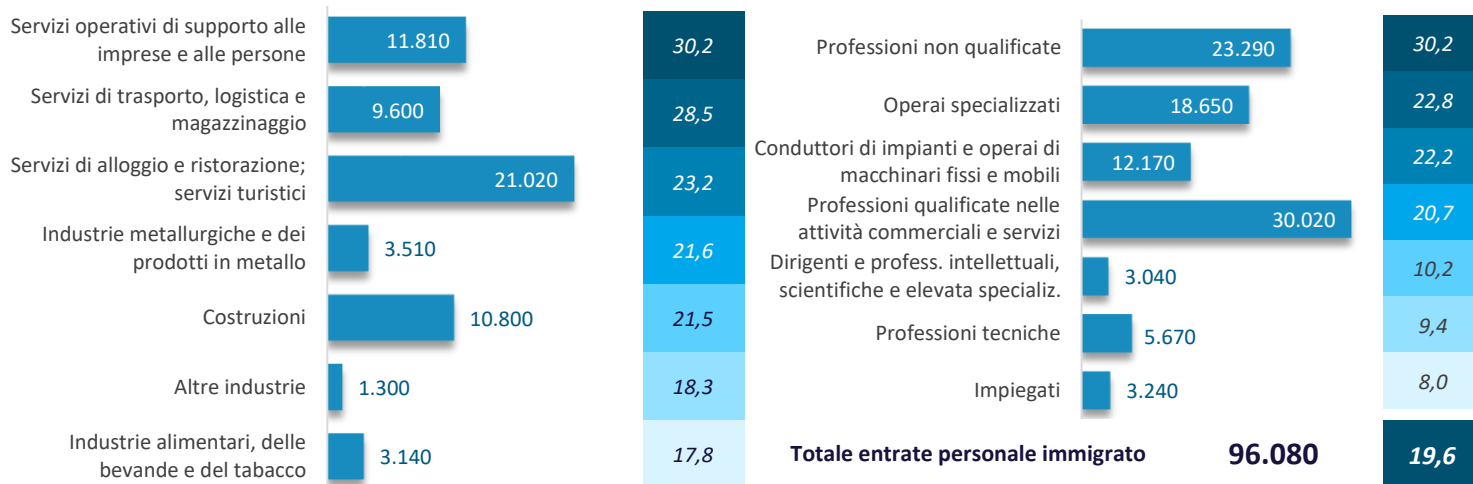 Servizi operativi di supporto alle
imprese e alle persone
11.810
30,2
Servizi di trasporto, logistica e
magazzinaggio
9.600
28,5
Servizi di alloggio e ristorazione;
servizi turistici
21.020
23,2
Industrie metallurgiche e dei
prodotti in metallo
3.510
21,6
Costruzioni
10.800
21,5
Altre industrie
1.300
18,3
Industrie alimentari, delle
bevande e del tabacco
3.140
17,8
Professioni non qualificate
23.290
30,2
Operai specializzati
18.650
22,8
Conduttori di impianti e operai di
macchinari fissi e mobili
12.170
22,2
Professioni qualificate nelle
attività commerciali e servizi
30.020
20,7
Dirigenti e profess. intellettuali,
scientifiche e elevata specializ.
3.040
10,2
Professioni tecniche
5.670
9,4
Impiegati
3.240
8,0
Totale entrate personale immigrato 96.080 19,6